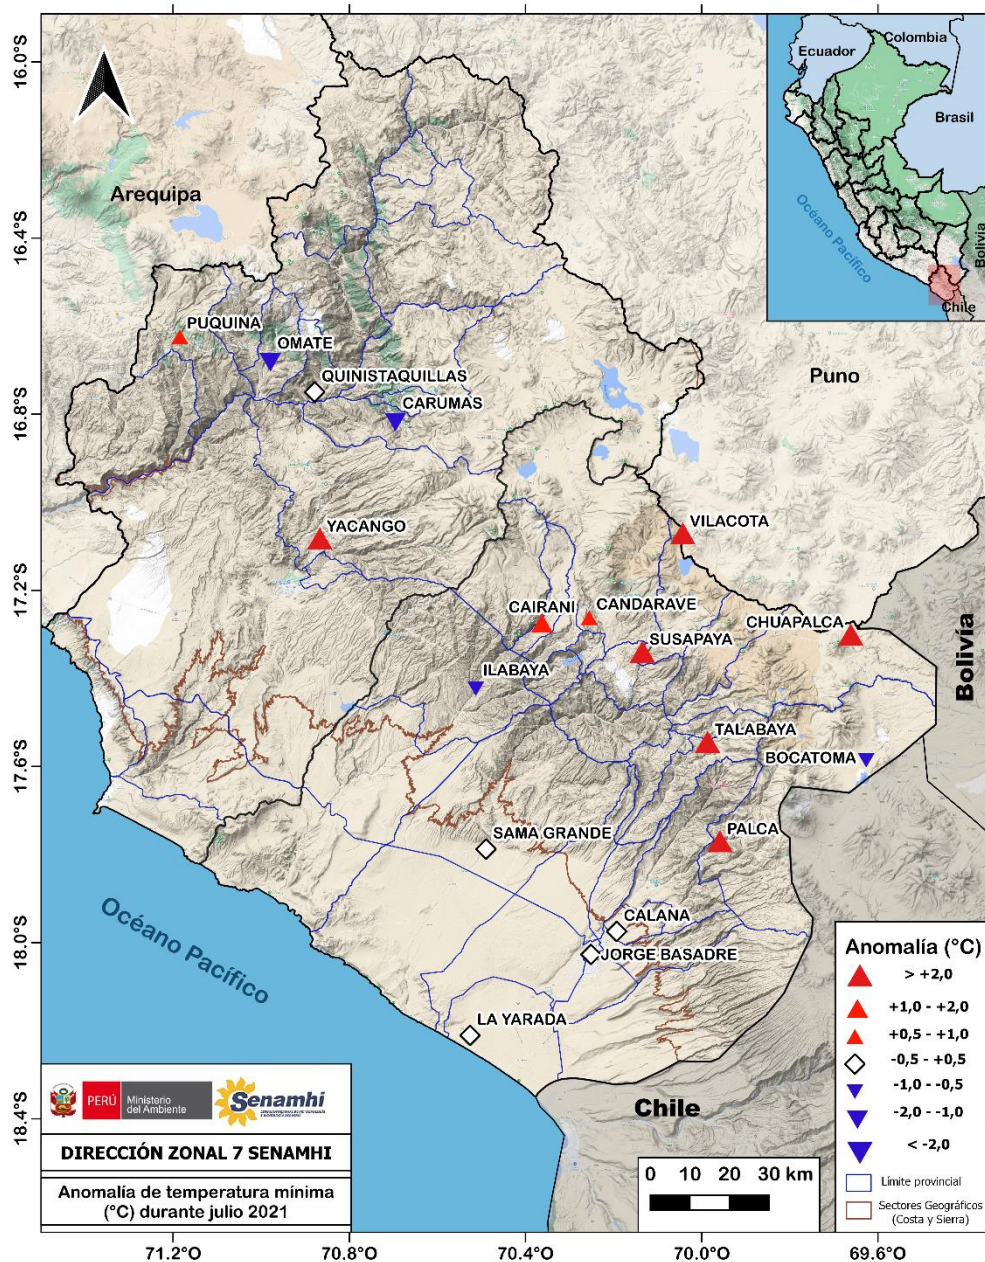 16.0°S
16.4°S
16.8°S
17.2°S
17.6°S
18.0°S
18.4°S
Arequipa
PUQUINA
OMATE
QUINISTAQUILLAS
CARUMAS
Puno
YACANGO
VILACOTA
CAIRANI
CANDARAVE
CHUAPALCA
SUSAPAYA
ILABAYA
Bolivia
TALABAYA
BOCATOMA
SAMA GRANDE
PALCA
Océano Pacífico
CALANA
JORGE BASADRE
LA YARADA
Chile
Ecuador
Colombia
Brasil
Océano Pacífico
Bolivia
Chile
Anomalía (°C)
> +2,0
+1,0 - +2,0
+0,5 - +1,0
-0,5 - +0,5
-1,0 - -0,5
-2,0 - -1,0
< -2,0
Límite provincial
Sectores Geográficos
(Costa y Sierra)
PERÚ
Ministerio
del Ambiente
Senamhi
DIRECCIÓN ZONAL 7 SENAMHI
Anomalía de temperatura mínima
(°C) durante julio 2021
0 10 20 30 km
71.2°O 70.8°O 70.4°O 70.0°O 69.6°O